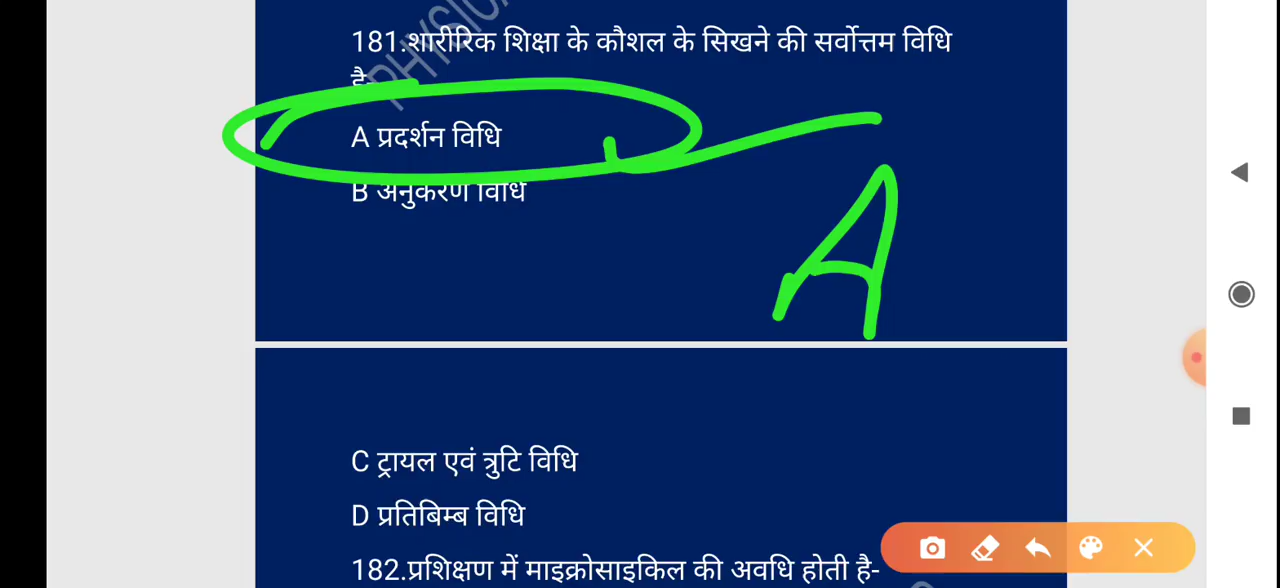 181.शारीरिक शिक्षा के कौशल के सिखने की सर्वोत्तम विधि
है-
A प्रदर्शन विधि
B अनुकरण विधि
A
C ट्रायल एवं त्रुटि विधि
D प्रतिबिम्ब विधि
182.प्रशिक्षण में माइक्रोसाइकिल की अवधि होती है-